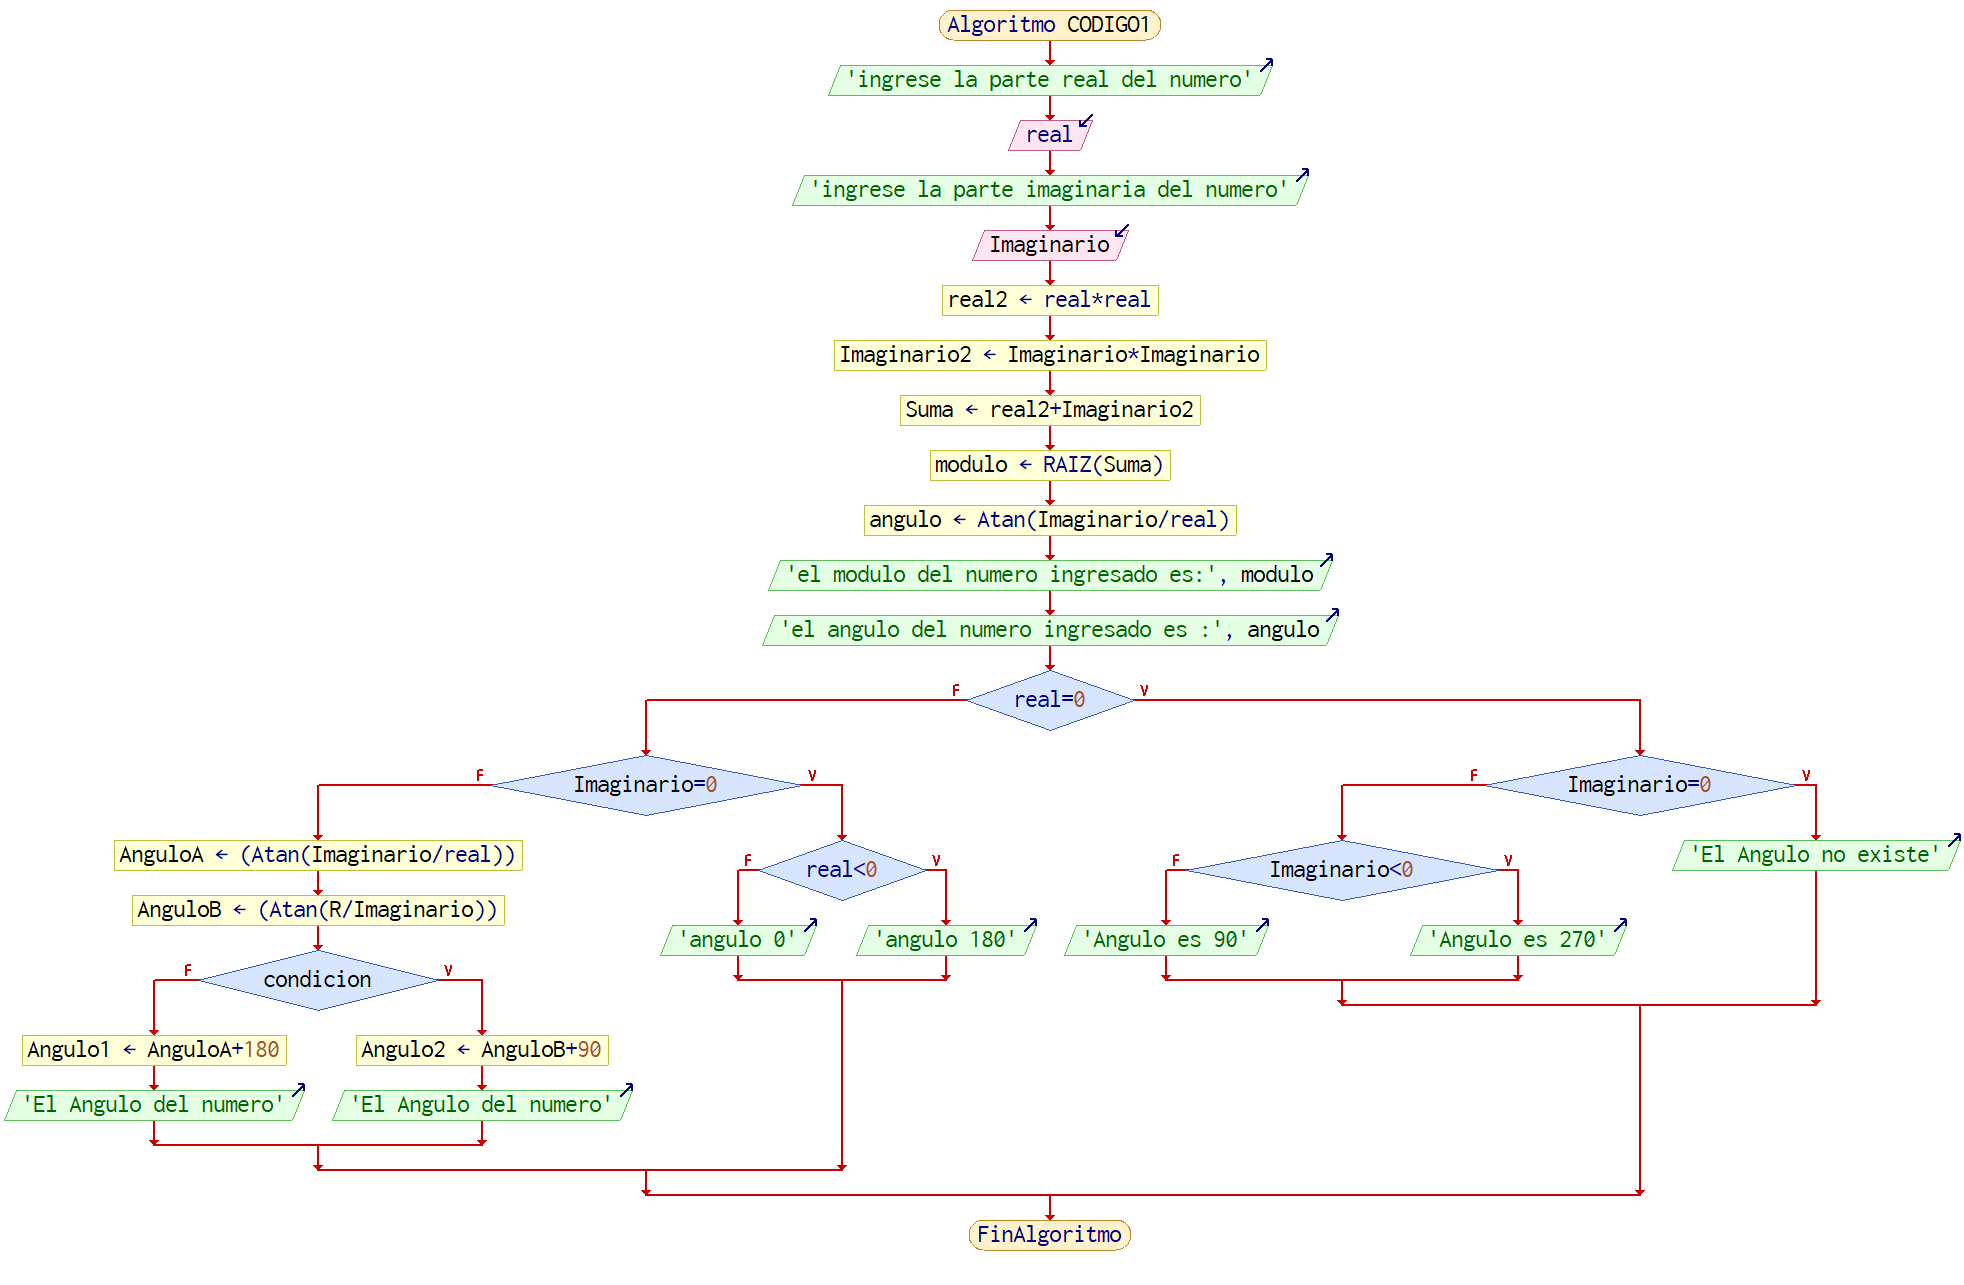 Algoritmo CODIGO1
'ingrese la parte real del numero'
real
'ingrese la parte imaginaria del numero'
Imaginario
real2 ← real*real
Imaginario2 ← Imaginario*Imaginario
Suma ← real2+Imaginario2
modulo ← RAIZ(Suma)
angulo ← Atan(Imaginario/real)
'el modulo del numero ingresado es:', modulo
'el angulo del numero ingresado es :', angulo
F
real=0
V
F
Imaginario=0
V
F
Imaginario=0
V
AnguloA ← (Atan(Imaginario/real))
F
real<0
V
F
Imaginario<0
V
'El Angulo no existe'
AnguloB ← (Atan(R/Imaginario))
'angulo 0'
'angulo 180'
'Angulo es 90'
'Angulo es 270'
F
condicion
V
Angulo1 ← AnguloA+180
Angulo2 ← AnguloB+90
'El Angulo del numero'
'El Angulo del numero'
FinAlgoritmo